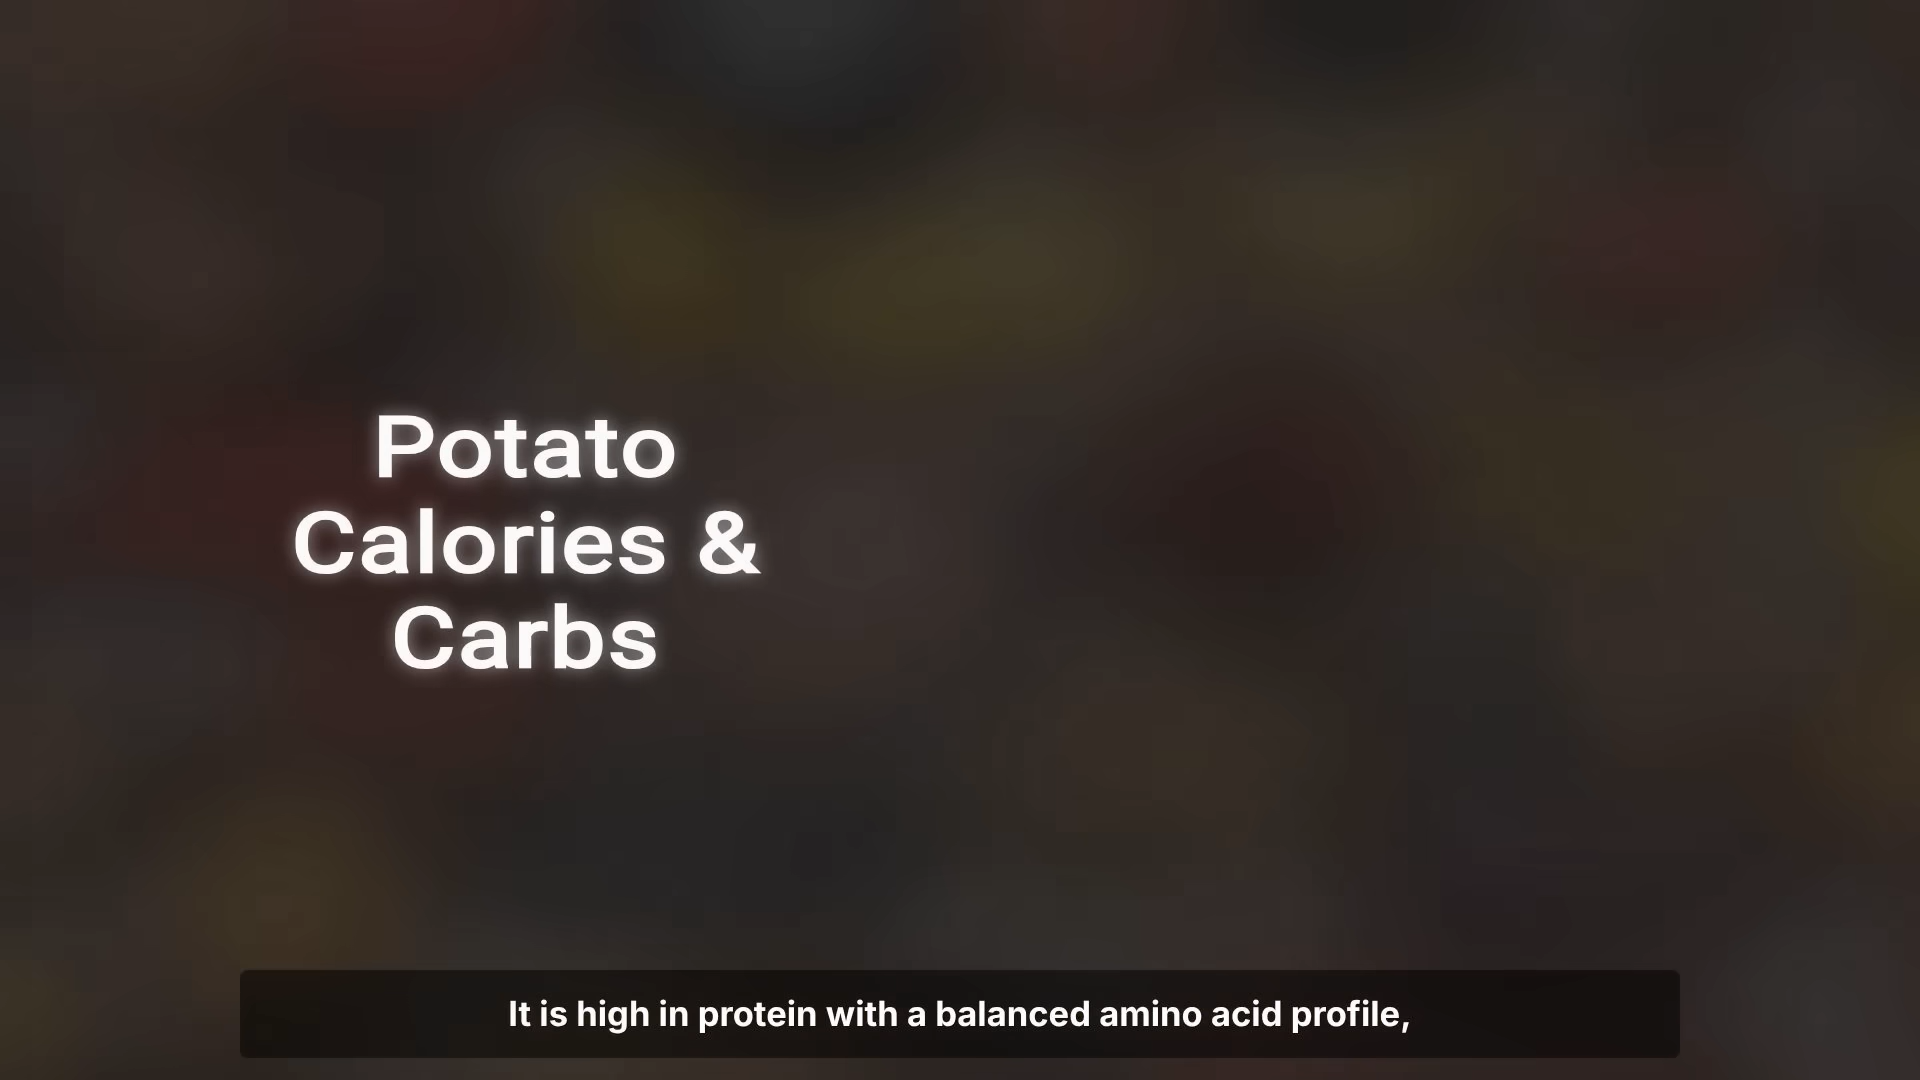 Potato
Calories &
Carbs
It is high in protein with a balanced amino acid profile,